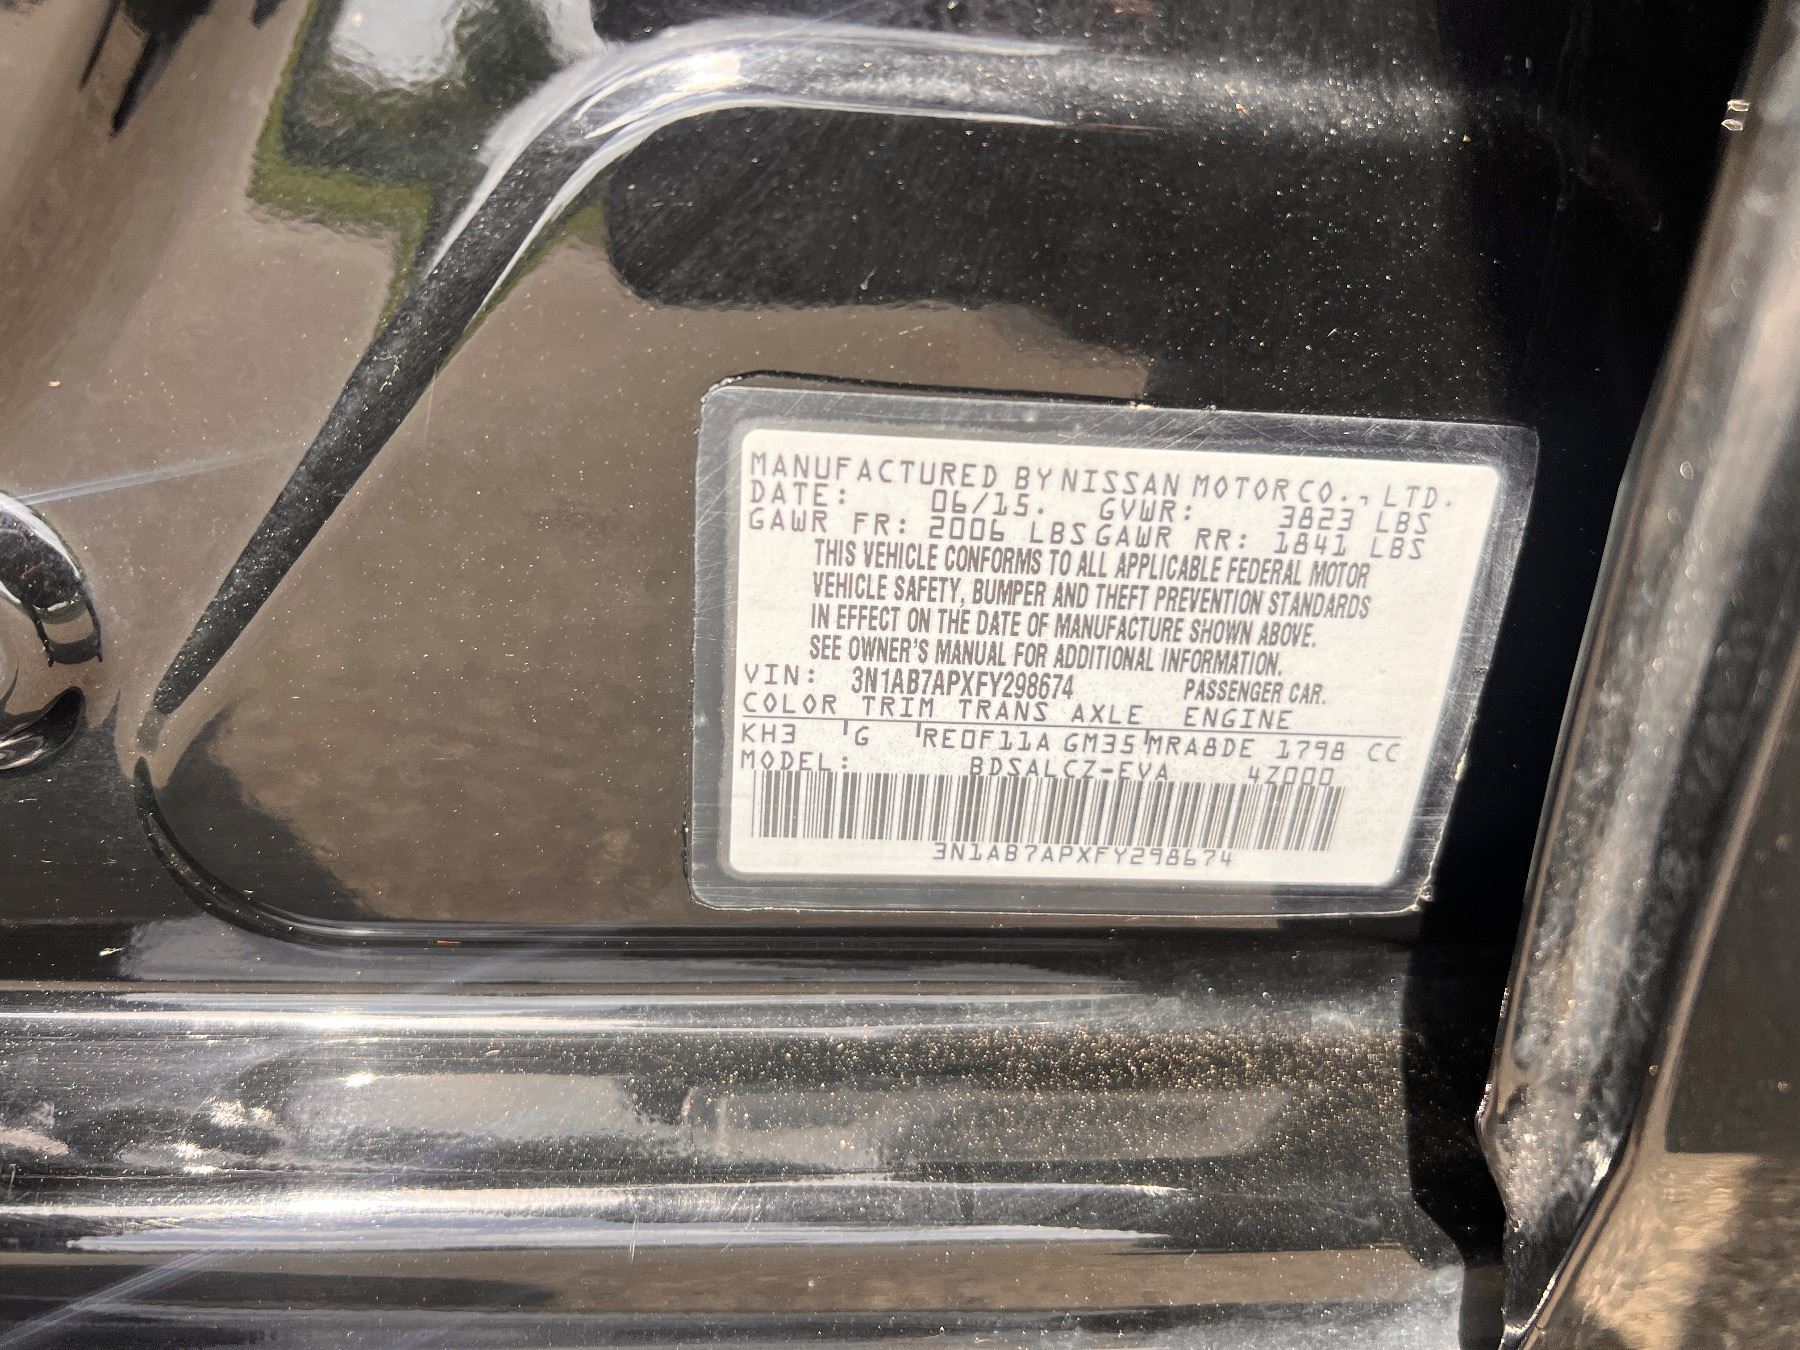 MANUFACTURED BY NISSAN MOTOR CO., LTD.
DATE: 06/15. GVWR: 3823 LBS
GAWR FR: 2006 LBS GAWR RR: 1841 LBS
THIS VEHICLE CONFORMS TO ALL APPLICABLE FEDERAL MOTOR
VEHICLE SAFETY, BUMPER AND THEFT PREVENTION STANDARDS
IN EFFECT ON THE DATE OF MANUFACTURE SHOWN ABOVE.
SEE OWNER'S MANUAL FOR ADDITIONAL INFORMATION.
VIN: 3N1AB7APXFY298674 PASSENGER CAR.
COLOR TRIM TRANS AXLE ENGINE
KH3 G RE0F11A GM35 MRA8DE 1798 CC
MODEL: BDSALCZ-EVA 4Z000
3N1AB7APXFY298674